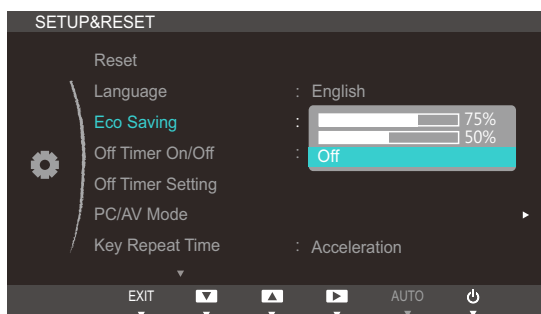 SETUP&RESET
Reset
Language : English
Eco Saving : 75%
50%
Off Timer On/Off : Off
Off Timer Setting
PC/AV Mode
Key Repeat Time : Acceleration
EXIT AUTO